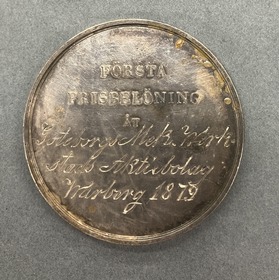 FÖRSTA
PRISBELÖNING
ÅT
Göteborgs Mek. Werk-
stads Aktiebolag
Warberg 1879